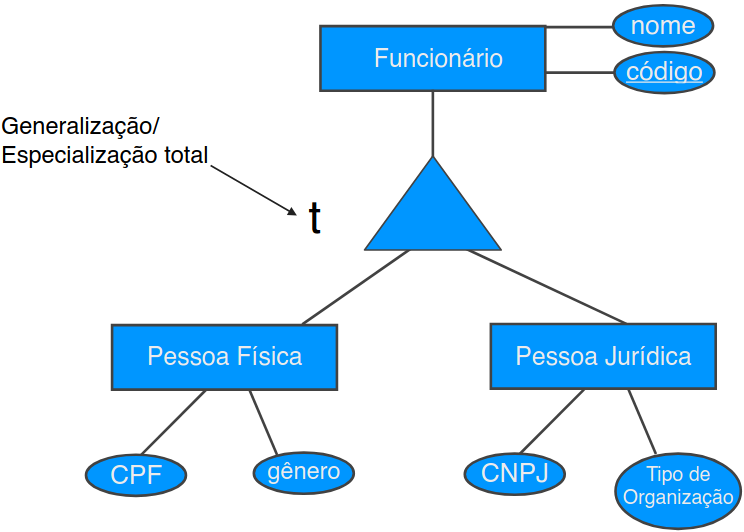 nome
Funcionário
código
Generalização/
Especialização total
t
Pessoa Física
Pessoa Jurídica
CPF
gênero
CNPJ
Tipo de
Organização